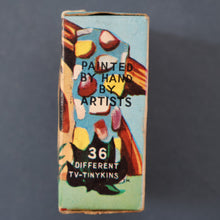 PAINTED
BY HAND
BY
ARTISTS
36
DIFFERENT
TV-TINYKINS